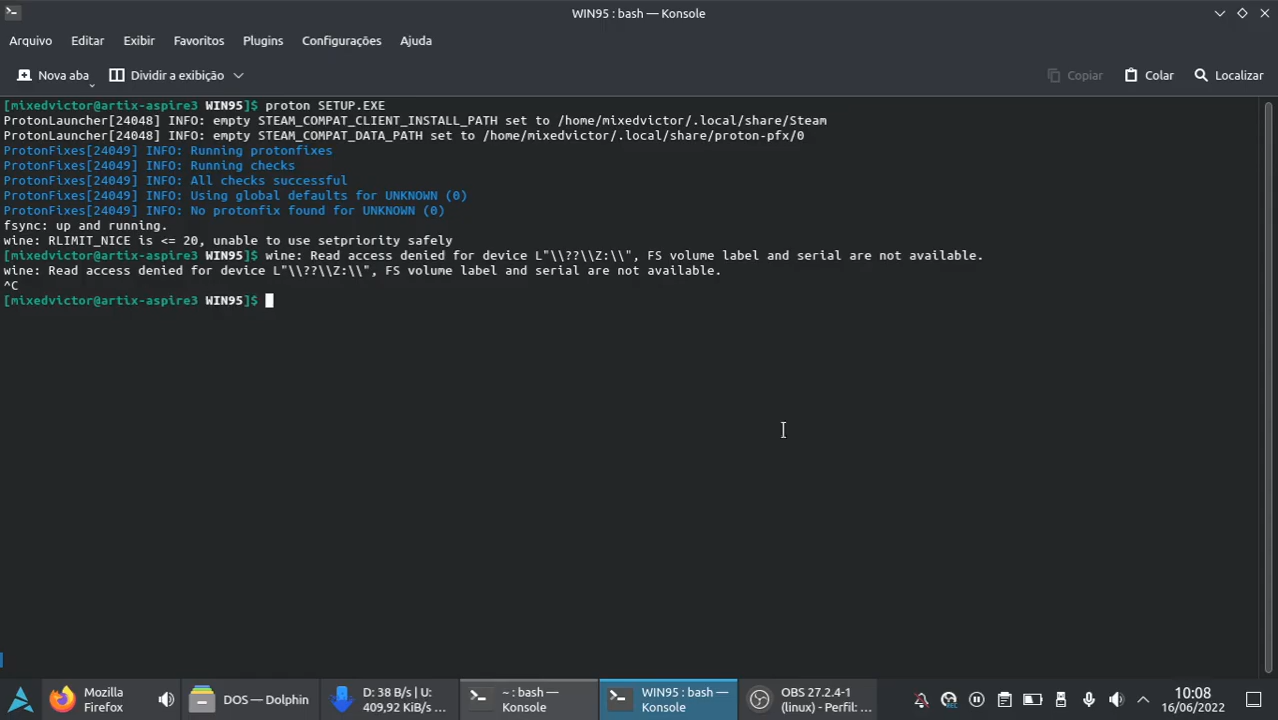 WIN95 : bash — Konsole
Arquivo Editar Exibir Favoritos Plugins Configurações Ajuda
Nova aba Dividir a exibição Copiar Colar Localizar
[mixedvictor@artix-aspire3 WIN95]$ proton SETUP.EXE
ProtonLauncher[24048] INFO: empty STEAM_COMPAT_CLIENT_INSTALL_PATH set to /home/mixedvictor/.local/share/Steam
ProtonLauncher[24048] INFO: empty STEAM_COMPAT_DATA_PATH set to /home/mixedvictor/.local/share/proton-pfx/0
ProtonFixes[24049] INFO: Running protonfixes
ProtonFixes[24049] INFO: Running checks
ProtonFixes[24049] INFO: All checks successful
ProtonFixes[24049] INFO: Using global defaults for UNKNOWN (0)
ProtonFixes[24049] INFO: No protonfix found for UNKNOWN (0)
fsync: up and running.
wine: RLIMIT_NICE is <= 20, unable to use setpriority safely
[mixedvictor@artix-aspire3 WIN95]$ wine: Read access denied for device L"\\??\\Z:\\", FS volume label and serial are not available.
wine: Read access denied for device L"\\??\\Z:\\", FS volume label and serial are not available.
^C
[mixedvictor@artix-aspire3 WIN95]$
Mozilla Firefox
DOS — Dolphin
D: 38 B/s | U: 409,92 KiB/s ...
~ : bash — Konsole
WIN95 : bash — Konsole
OBS 27.2.4-1 (linux) - Perfil: ...
10:08
16/06/2022